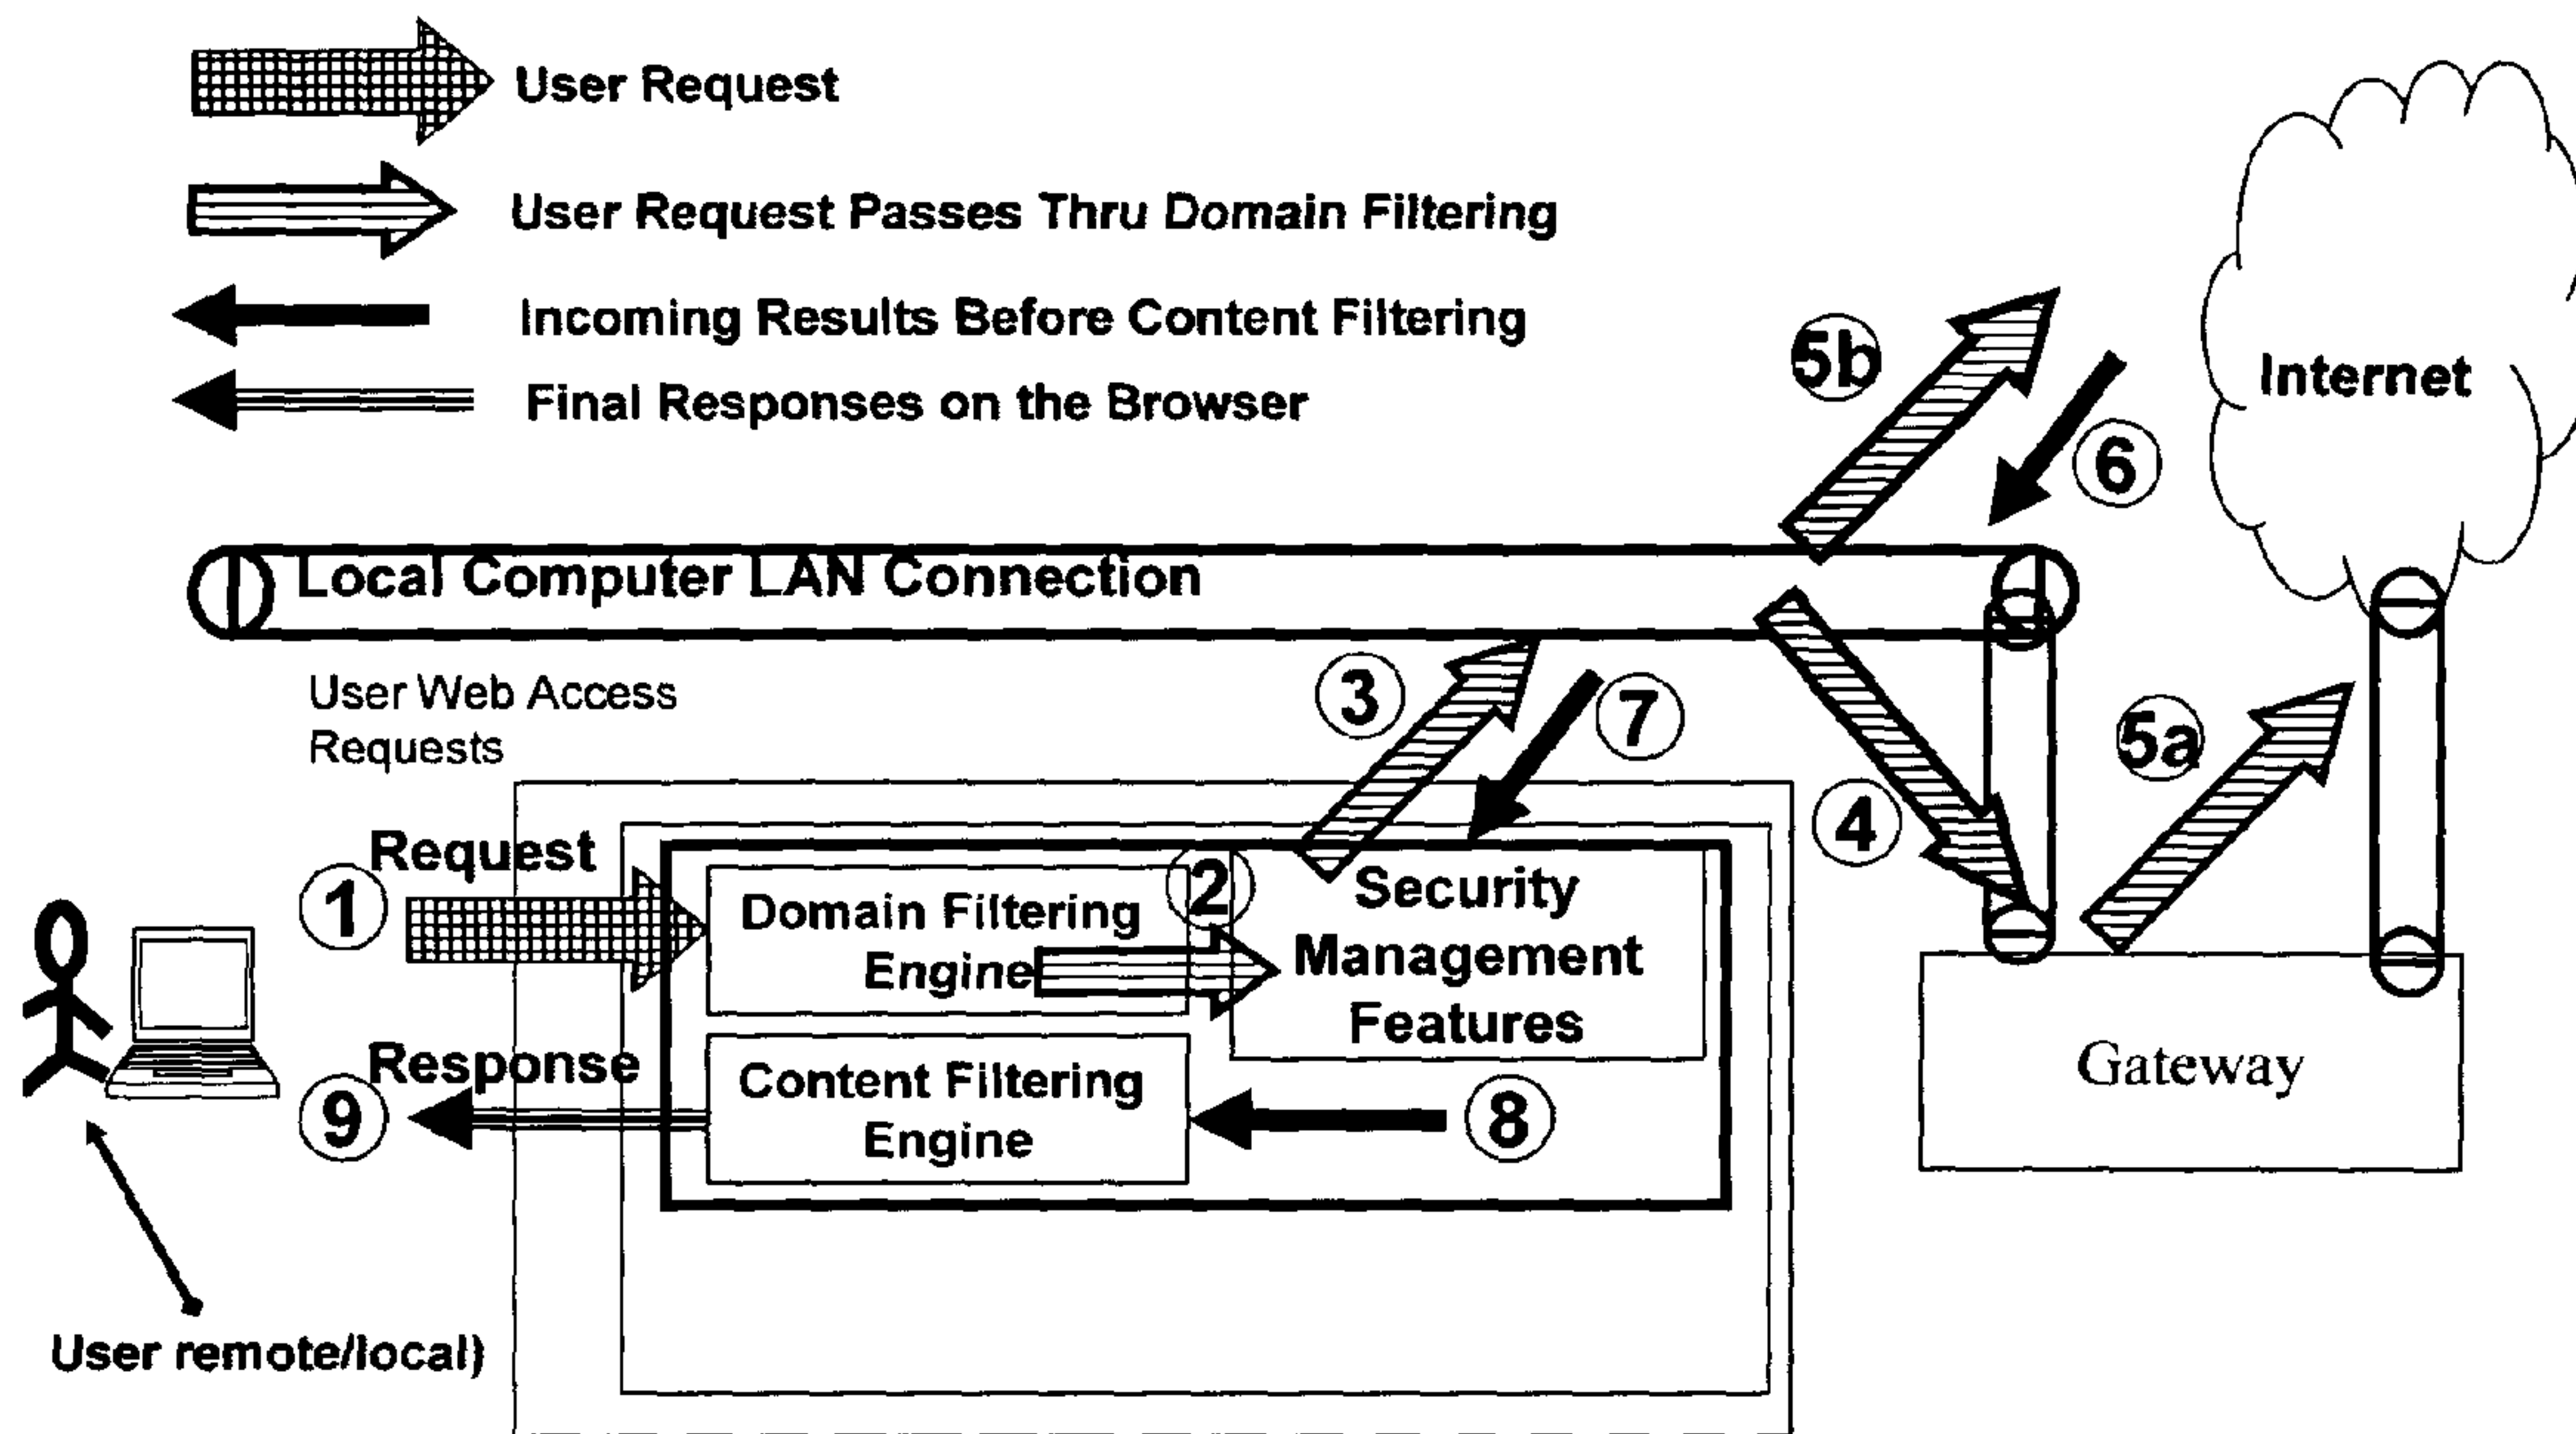 User Request
User Request Passes Thru Domain Filtering
Incoming Results Before Content Filtering
Final Responses on the Browser
5b
Internet
6
Local Computer LAN Connection
User Web Access
Requests
3
7
5a
4
Request
1
2
Domain Filtering
Engine
Security
Management
Features
Response
9
Content Filtering
Engine
8
Gateway
User remote/local)